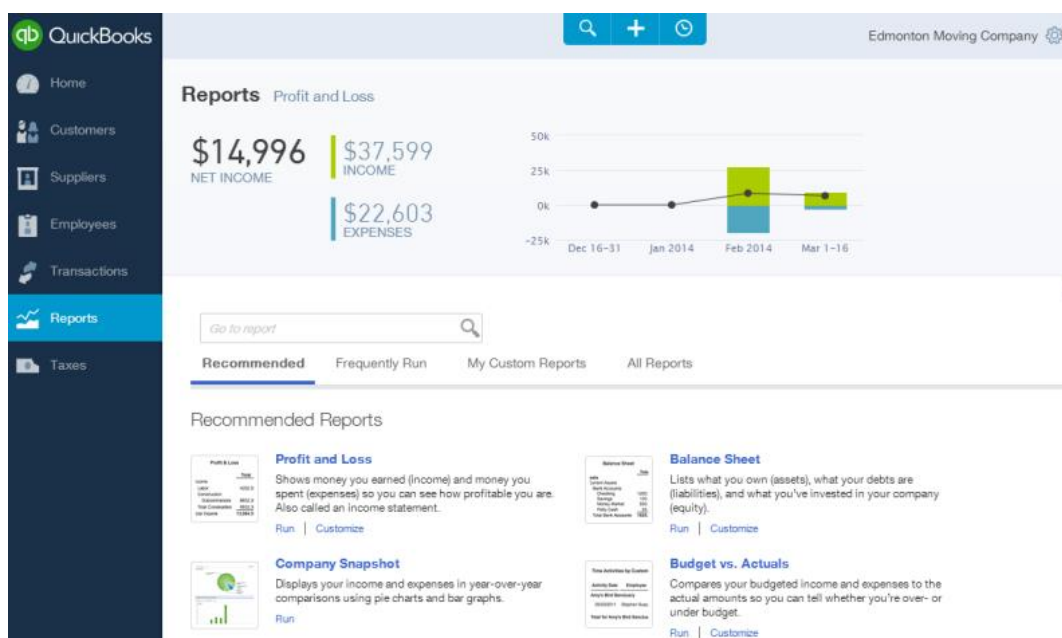 QuickBooks
Edmonton Moving Company
Home
Customers
Suppliers
Employees
Transactions
Reports
Taxes
Reports Profit and Loss
$14,996
NET INCOME
$37,599
INCOME
$22,603
EXPENSES
50k
25k
0k
-25k
Dec 16-31 Jan 2014 Feb 2014 Mar 1-16
Go to report
Recommended Frequently Run My Custom Reports All Reports
Recommended Reports
Profit and Loss
Shows money you earned (income) and money you
spent (expenses) so you can see how profitable you are.
Also called an income statement.
Run | Customize
Balance Sheet
Lists what you own (assets), what your debts are
(liabilities), and what you've invested in your company
(equity).
Run | Customize
Company Snapshot
Displays your income and expenses in year-over-year
comparisons using pie charts and bar graphs.
Run
Budget vs. Actuals
Compares your budgeted income and expenses to the
actual amounts so you can tell whether you're over- or
under budget.
Run | Customize